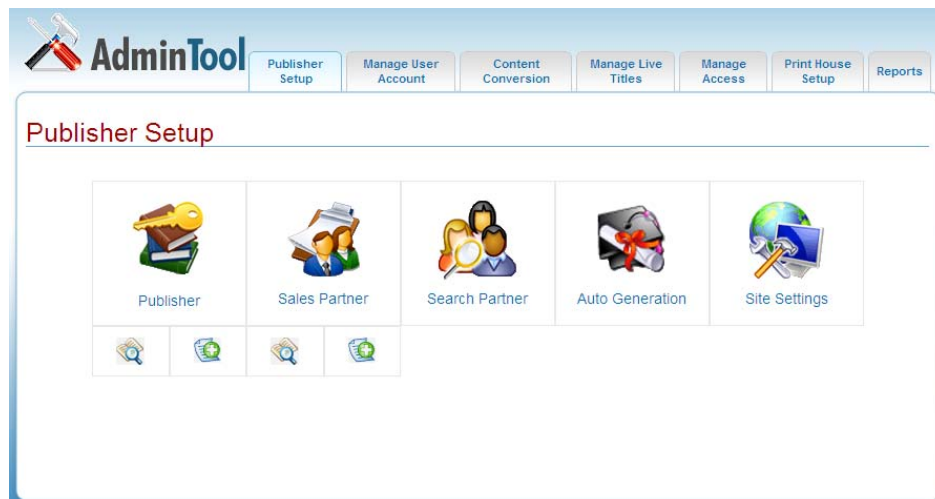 AdminTool
Publisher
Setup
Manage User
Account
Content
Conversion
Manage Live
Titles
Manage
Access
Print House
Setup
Reports
Publisher Setup
Publisher
Sales Partner
Search Partner
Auto Generation
Site Settings